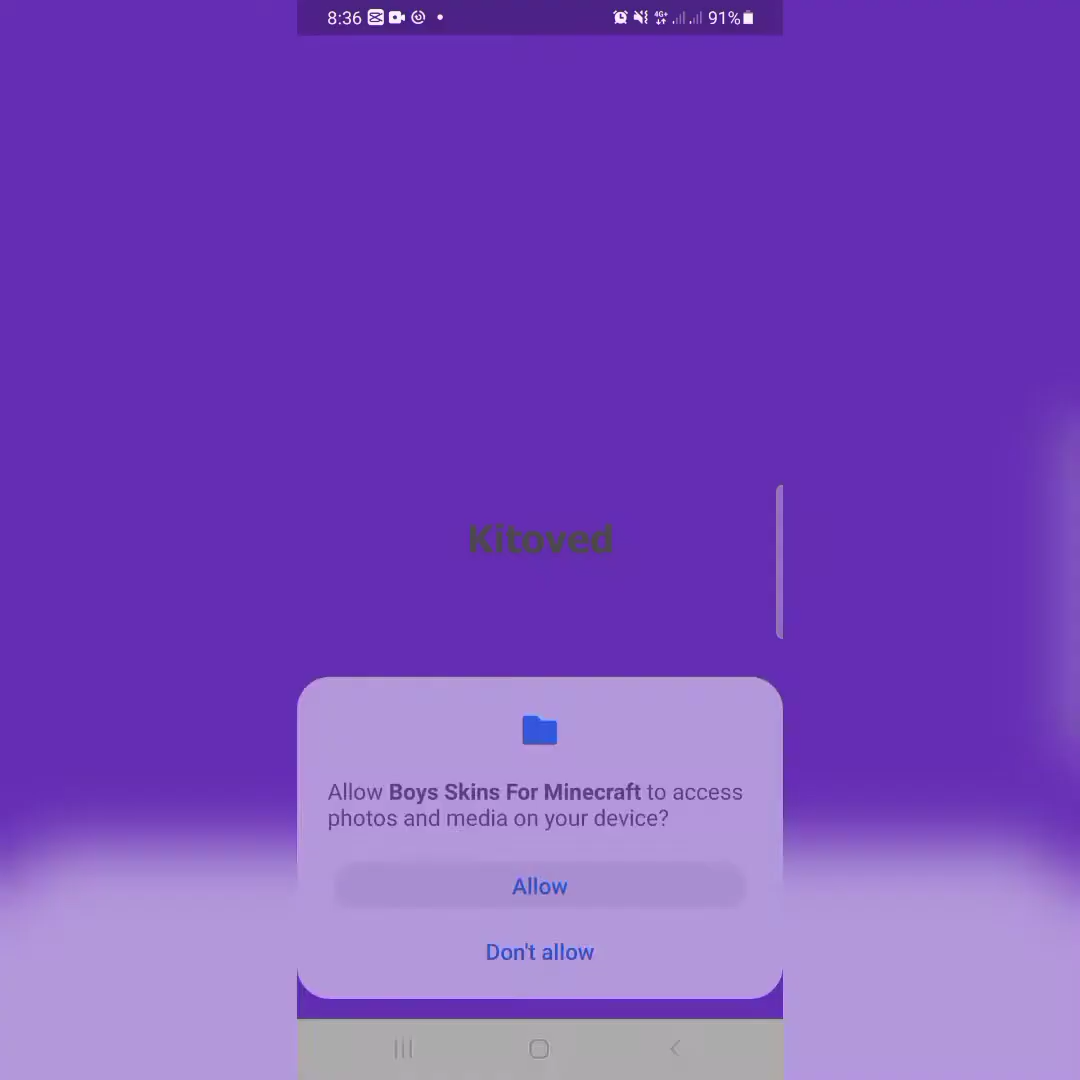 8:36
4G+ 91%
Kitoved
Allow Boys Skins For Minecraft to access
photos and media on your device?
Allow
Don't allow